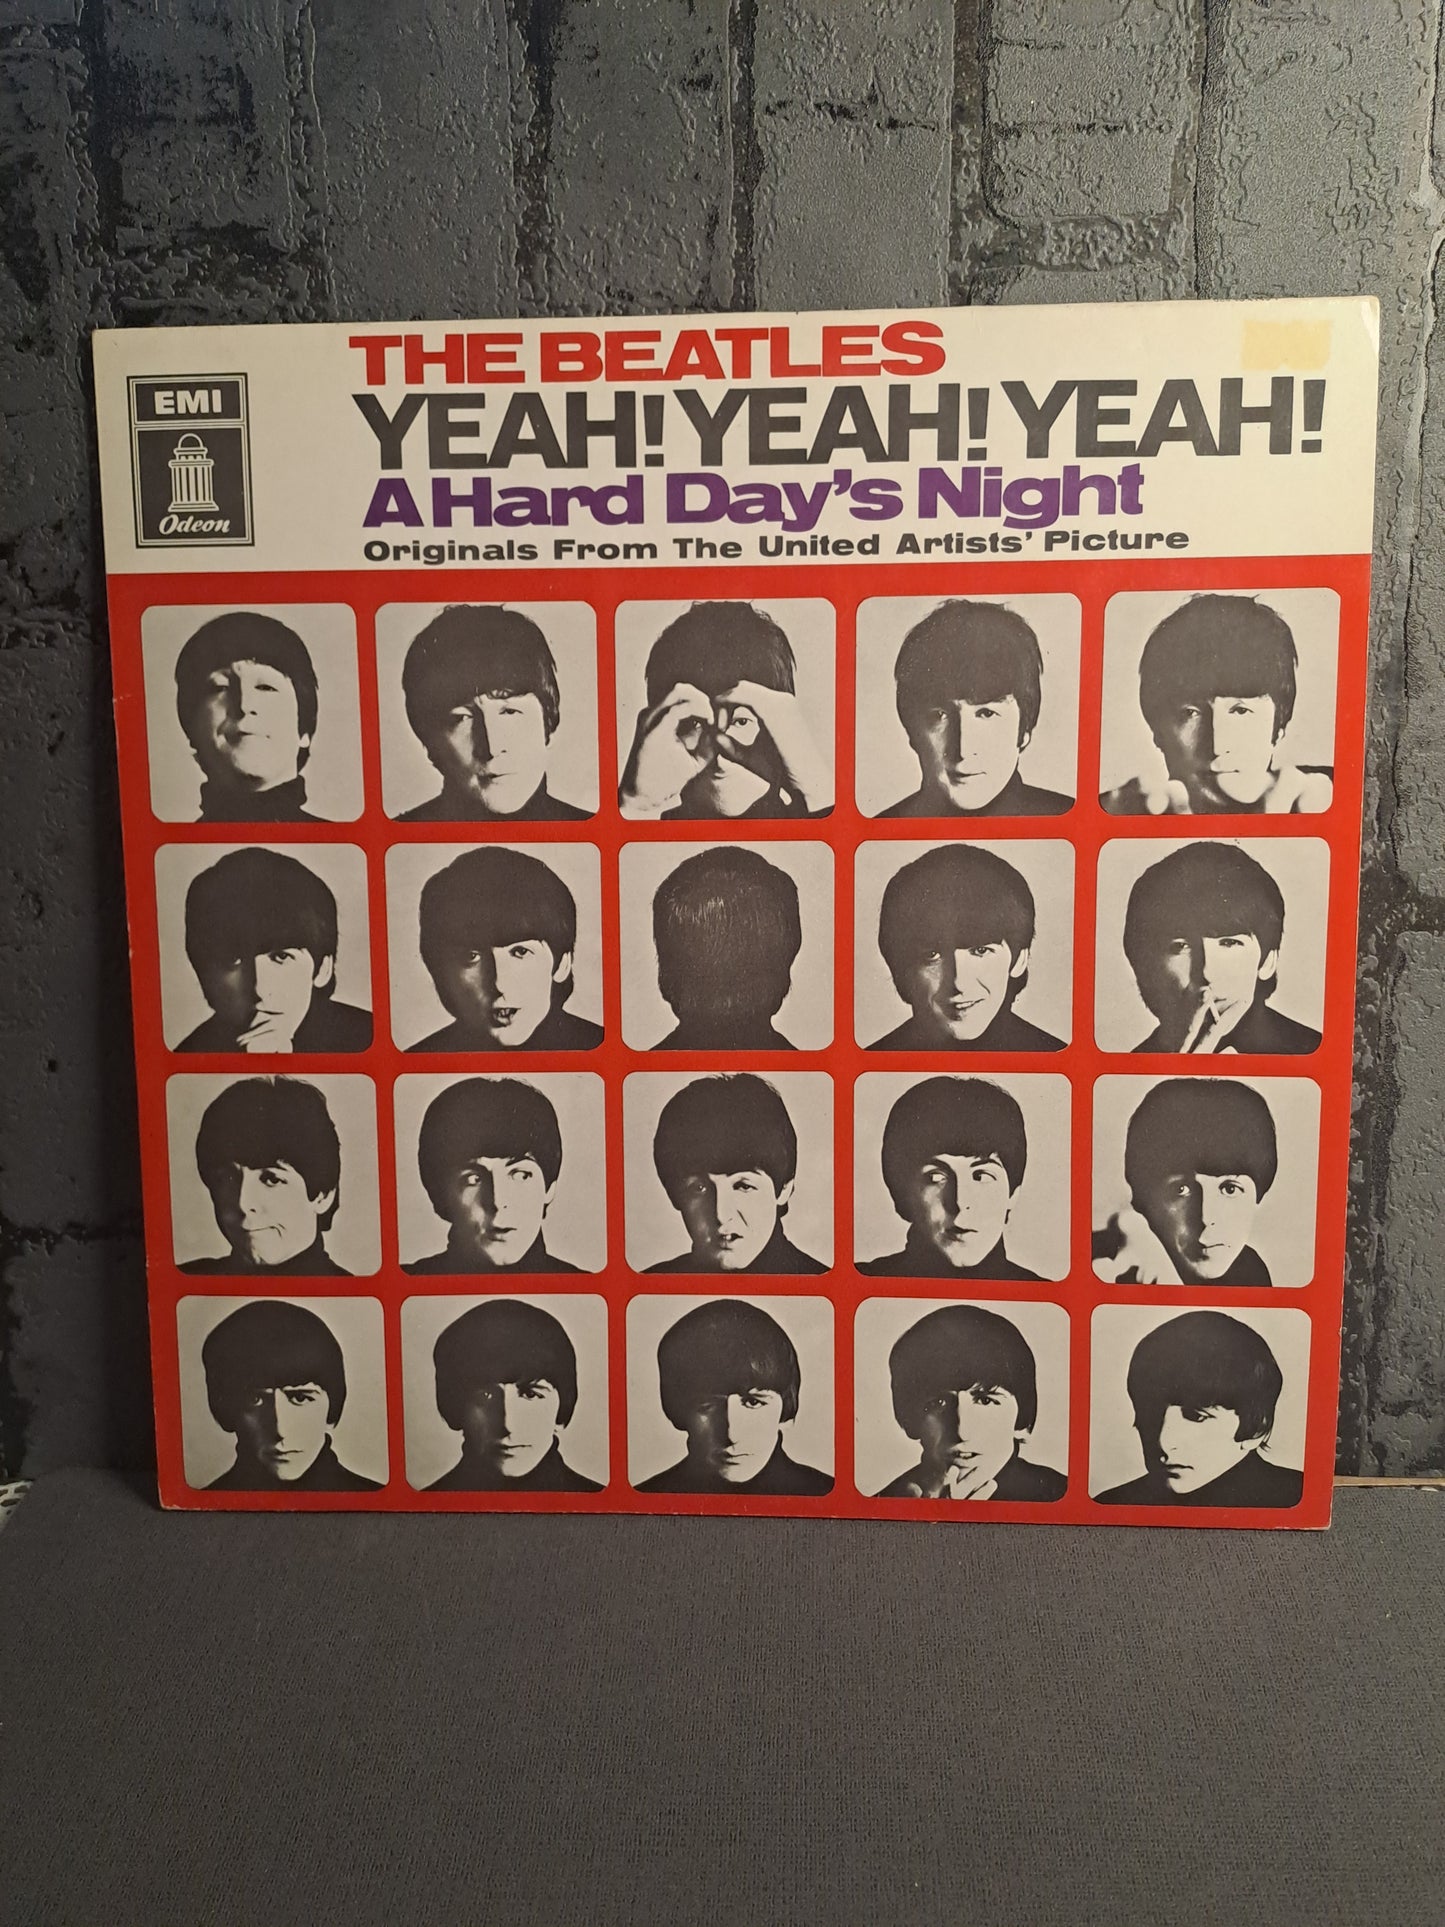 EMI
Odeon
THE BEATLES
YEAH! YEAH! YEAH!
A Hard Day's Night
Originals From The United Artists' Picture